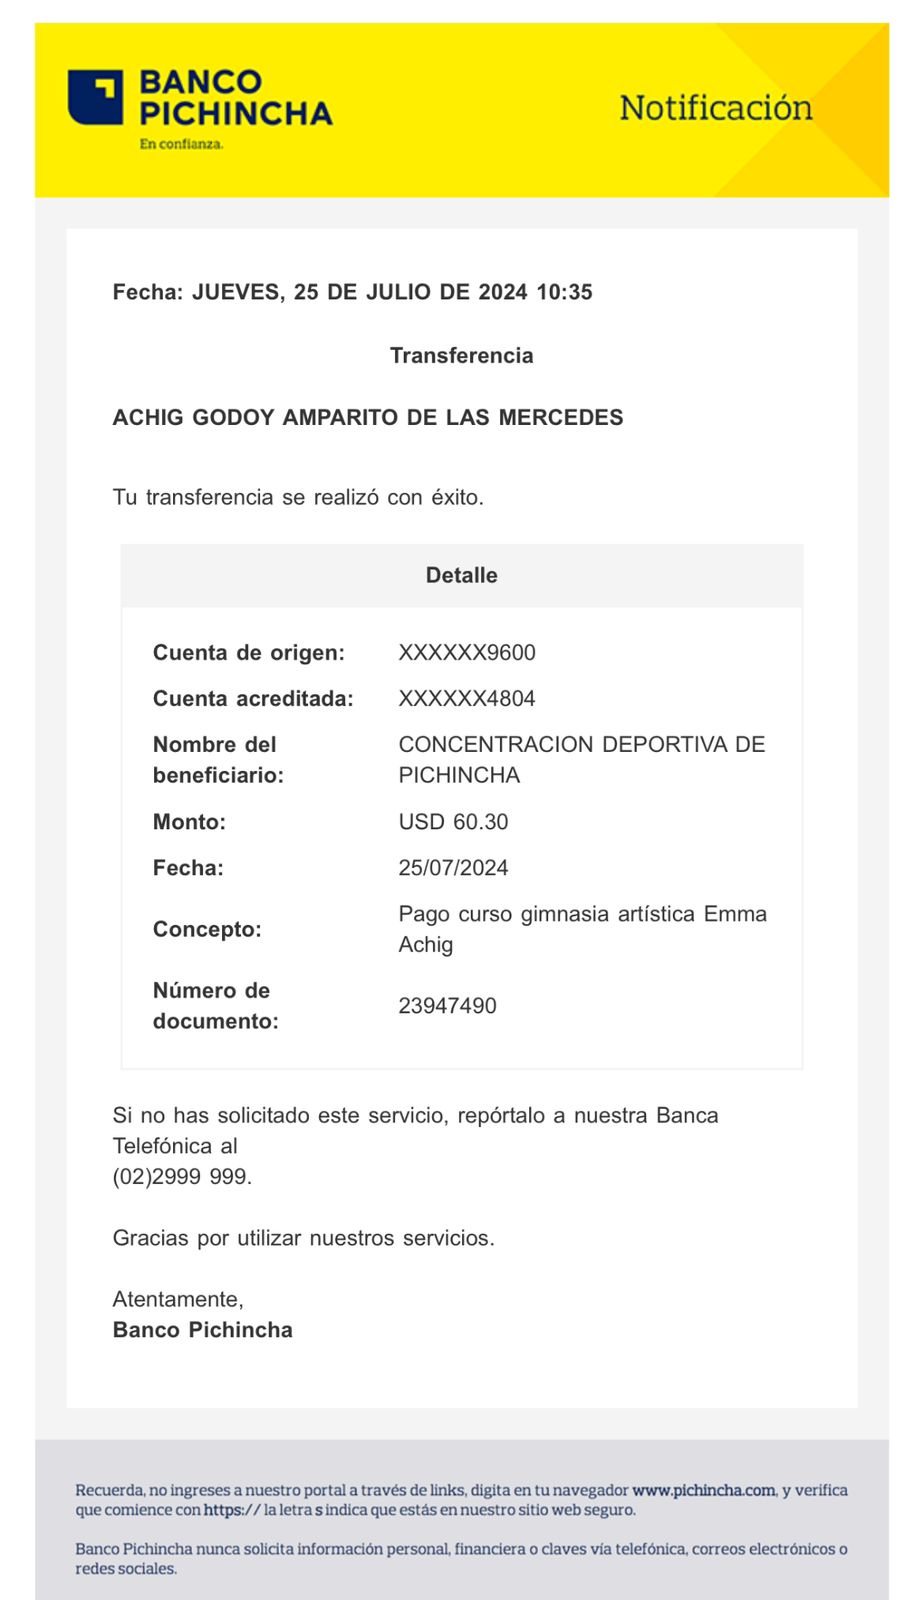 BANCO
PICHINCHA
En confianza.
Notificación
Fecha: JUEVES, 25 DE JULIO DE 2024 10:35
Transferencia
ACHIG GODOY AMPARITO DE LAS MERCEDES
Tu transferencia se realizó con éxito.
Detalle
Cuenta de origen: XXXXXX9600
Cuenta acreditada: XXXXXX4804
Nombre del beneficiario: CONCENTRACION DEPORTIVA DE
PICHINCHA
Monto: USD 60.30
Fecha: 25/07/2024
Concepto: Pago curso gimnasia artística Emma
Achig
Número de
documento: 23947490
Si no has solicitado este servicio, repórtalo a nuestra Banca
Telefónica al
(02)2999 999.
Gracias por utilizar nuestros servicios.
Atentamente,
Banco Pichincha
Recuerda, no ingreses a nuestro portal a través de links, digita en tu navegador www.pichincha.com, y verifica
que comience con https:// la letra s indica que estás en nuestro sitio web seguro.
Banco Pichincha nunca solicita información personal, financiera o claves vía telefónica, correos electrónicos o
redes sociales.